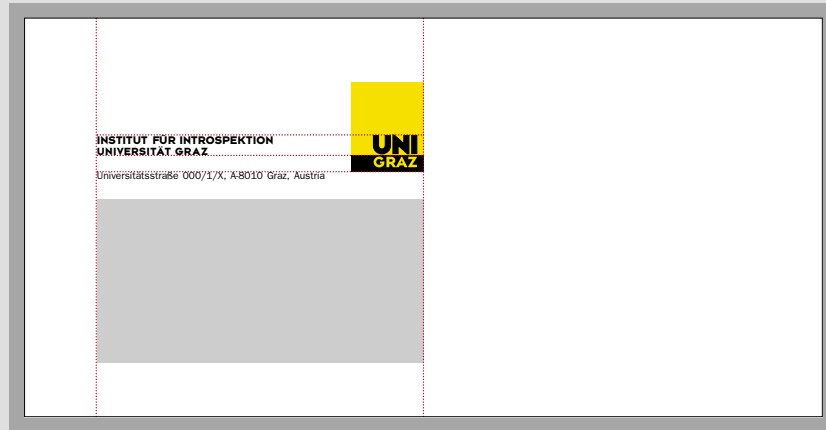 INSTITUT FÜR INTROSPEKTION
UNIVERSITÄT GRAZ
UNI
GRAZ
Universitätsstraße 000/1/X, A-8010 Graz, Austria